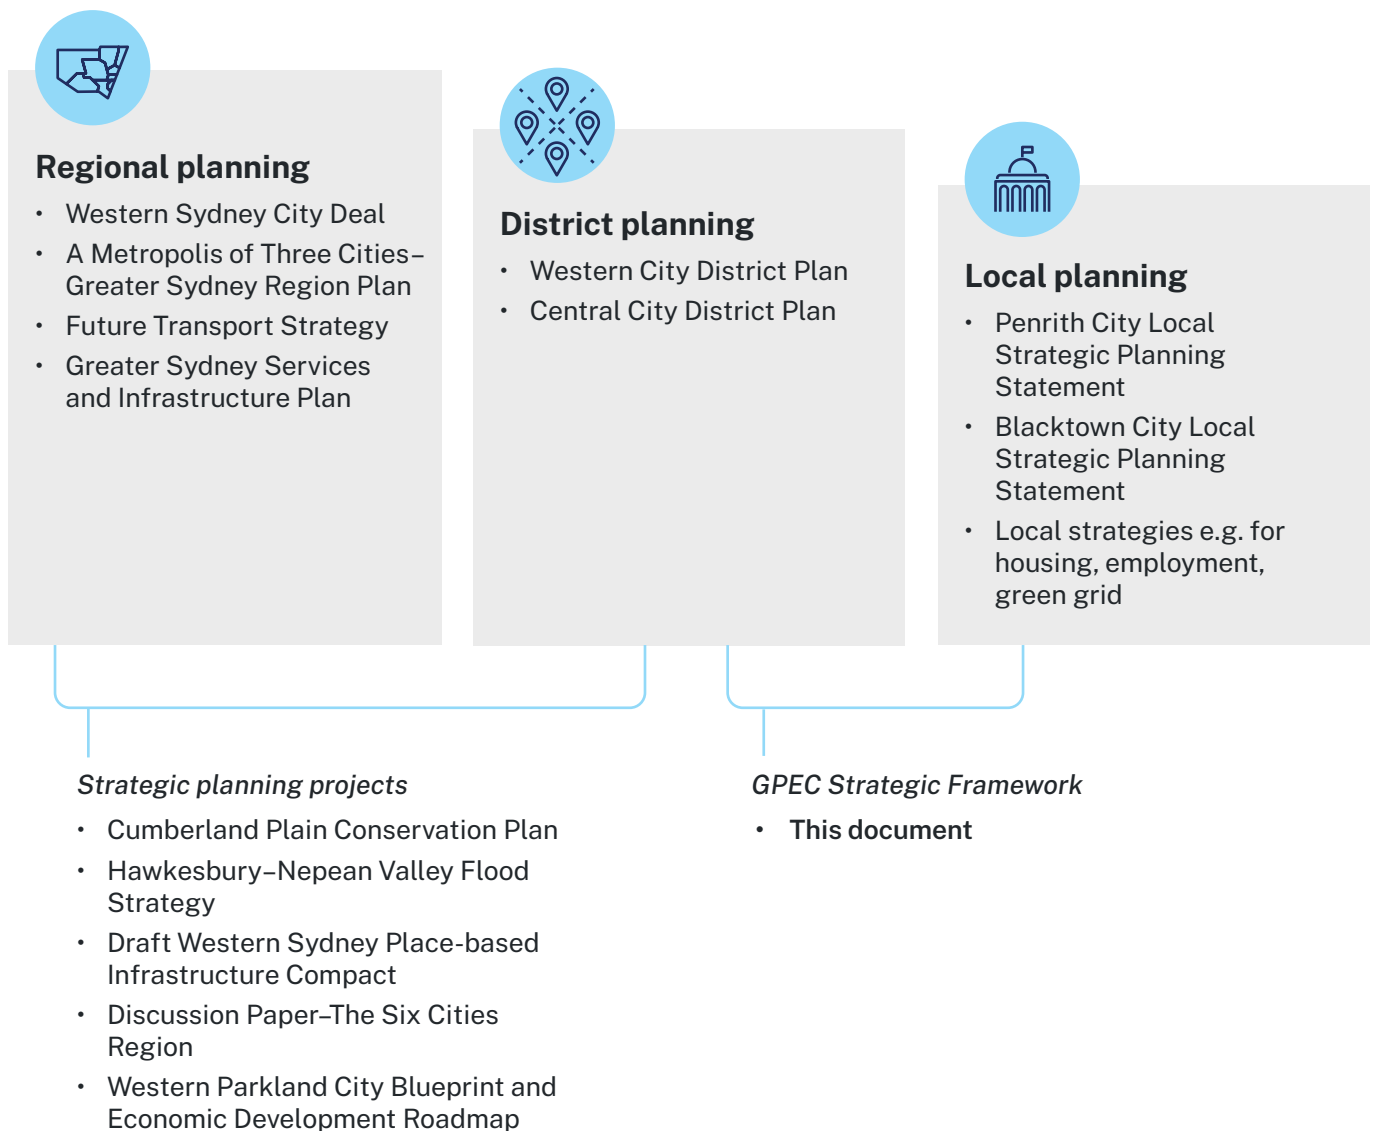 Regional planning
• Western Sydney City Deal
• A Metropolis of Three Cities–
Greater Sydney Region Plan
• Future Transport Strategy
• Greater Sydney Services
and Infrastructure Plan
District planning
• Western City District Plan
• Central City District Plan
Local planning
• Penrith City Local
Strategic Planning
Statement
• Blacktown City Local
Strategic Planning
Statement
• Local strategies e.g. for
housing, employment,
green grid
Strategic planning projects
• Cumberland Plain Conservation Plan
• Hawkesbury–Nepean Valley Flood
Strategy
• Draft Western Sydney Place-based
Infrastructure Compact
• Discussion Paper–The Six Cities
Region
• Western Parkland City Blueprint and
Economic Development Roadmap
GPEC Strategic Framework
• This document